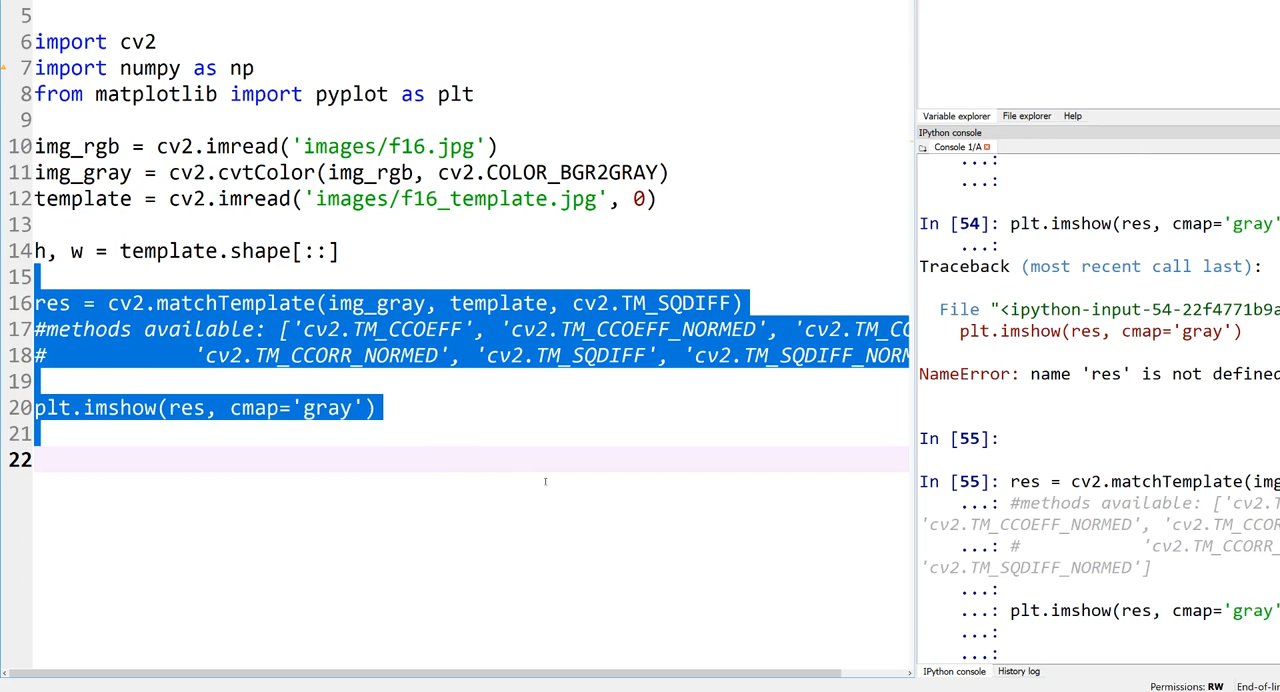 5
6 import cv2
7 import numpy as np
8 from matplotlib import pyplot as plt
9
10 img_rgb = cv2.imread('images/f16.jpg')
11 img_gray = cv2.cvtColor(img_rgb, cv2.COLOR_BGR2GRAY)
12 template = cv2.imread('images/f16_template.jpg', 0)
13
14 h, w = template.shape[::]
15
16 res = cv2.matchTemplate(img_gray, template, cv2.TM_SQDIFF)
17 #methods available: ['cv2.TM_CCOEFF', 'cv2.TM_CCOEFF_NORMED', 'cv2.TM_CC
18 # 'cv2.TM_CCORR_NORMED', 'cv2.TM_SQDIFF', 'cv2.TM_SQDIFF_NORM
19
20 plt.imshow(res, cmap='gray')
21
22
Variable explorer File explorer Help
IPython console
Console 1/A
...:
...:
In [54]: plt.imshow(res, cmap='gray'
...:
Traceback (most recent call last):
File "<ipython-input-54-22f4771b9a
plt.imshow(res, cmap='gray')
NameError: name 'res' is not defined
In [55]:
In [55]: res = cv2.matchTemplate(img
...: #methods available: ['cv2.T
'cv2.TM_CCOEFF_NORMED', 'cv2.TM_CCOR
...: # 'cv2.TM_CCORR_
'cv2.TM_SQDIFF_NORMED']
...:
...: plt.imshow(res, cmap='gray'
...:
...:
IPython console History log
Permissions: RW End-of-li